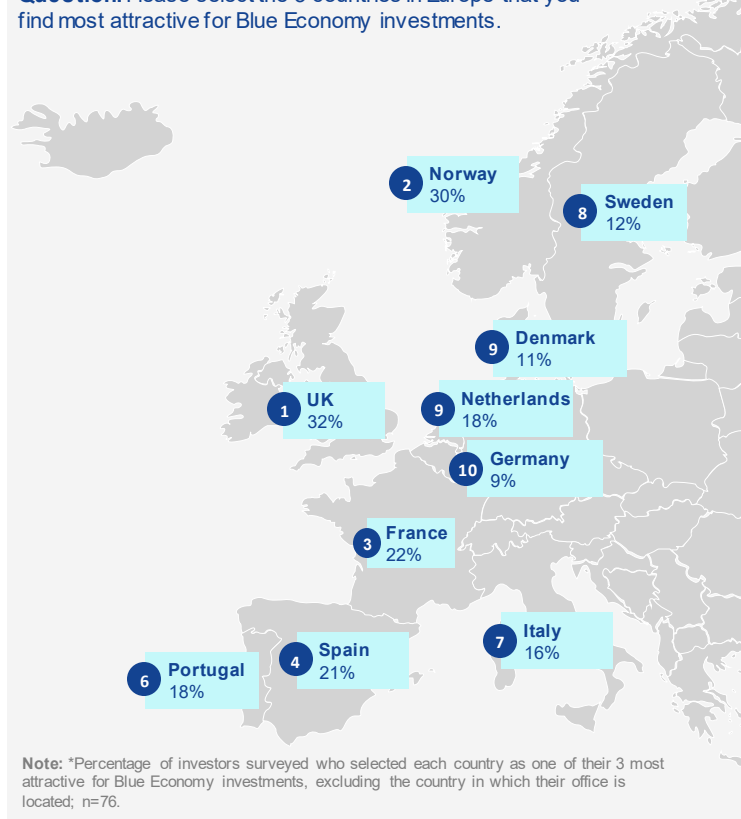 find most attractive for Blue Economy investments.
2 Norway
30%
8 Sweden
12%
9 Denmark
11%
1 UK
32%
9 Netherlands
18%
10 Germany
9%
3 France
22%
7 Italy
16%
4 Spain
21%
6 Portugal
18%
Note: *Percentage of investors surveyed who selected each country as one of their 3 most
attractive for Blue Economy investments, excluding the country in which their office is
located; n=76.